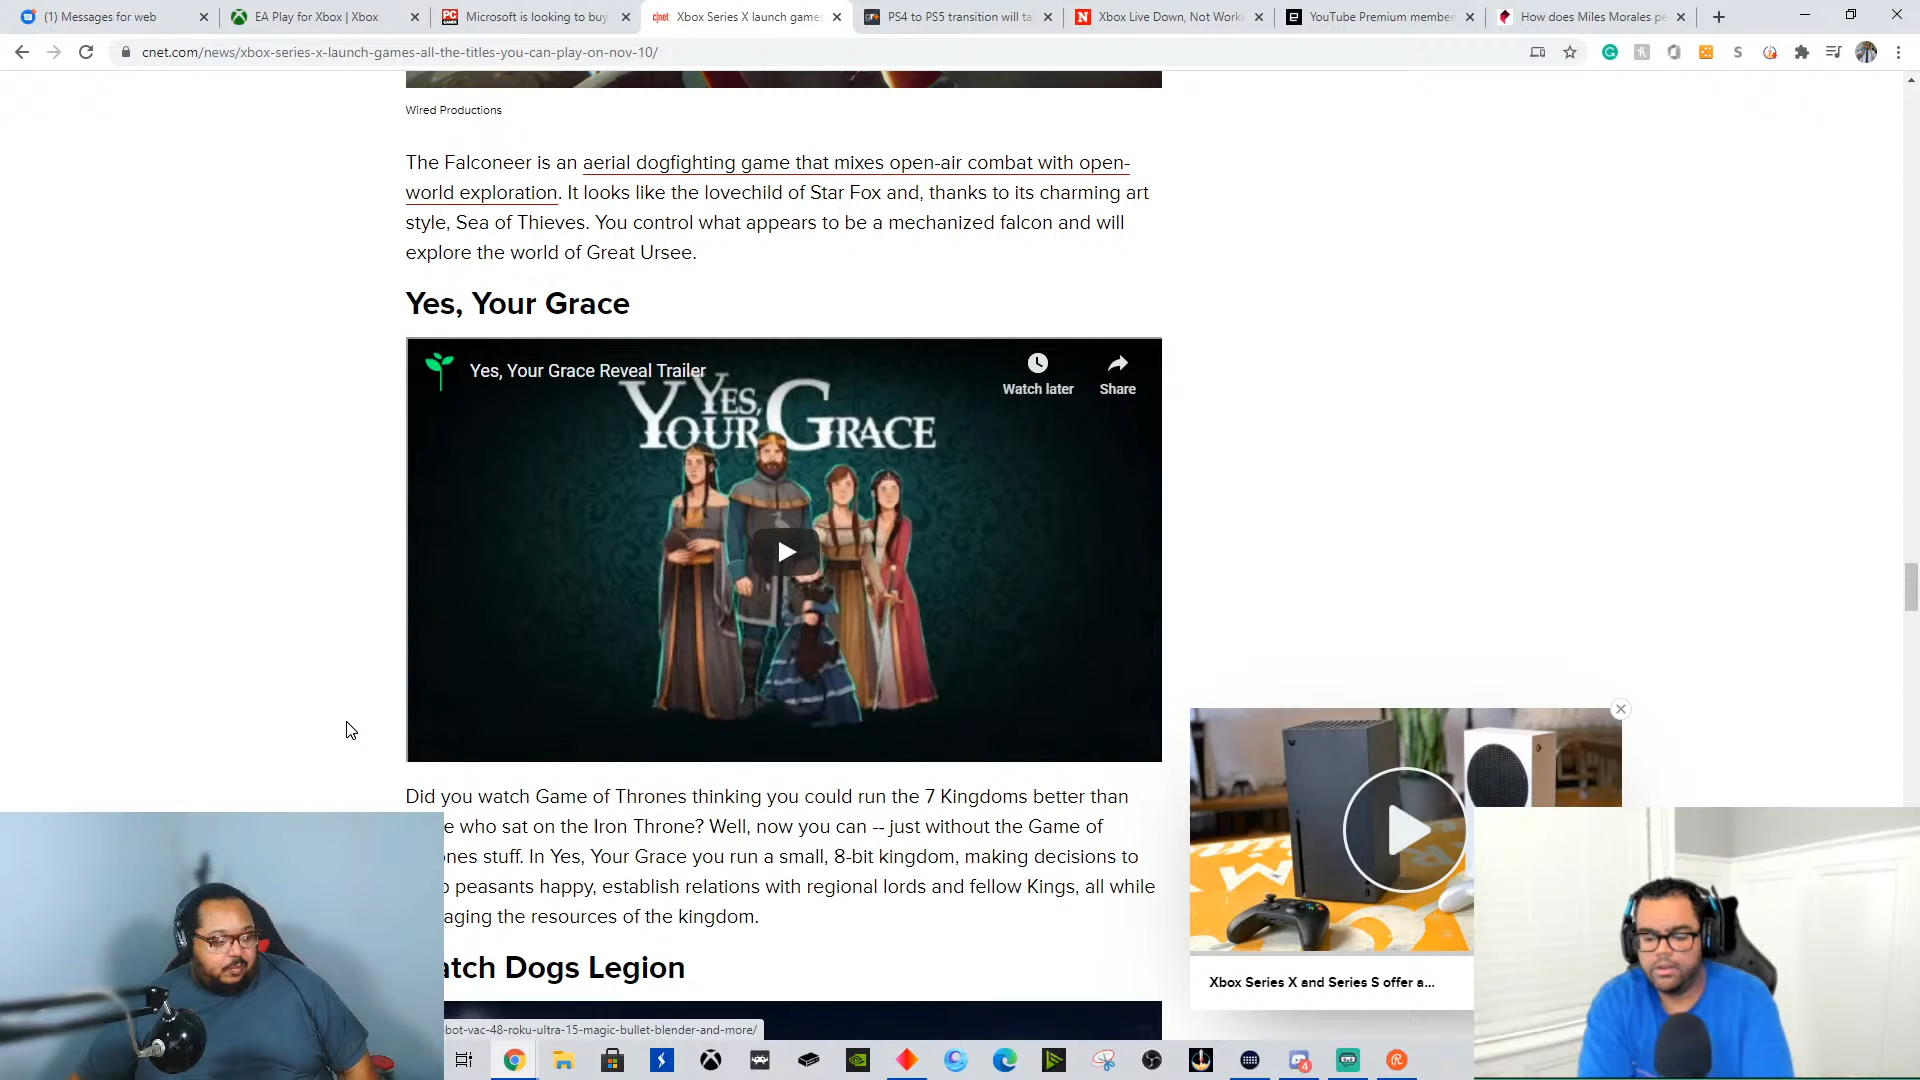 (1) Messages for web
EA Play for Xbox | Xbox
Microsoft is looking to buy
Xbox Series X launch games
PS4 to PS5 transition will ta
Xbox Live Down, Not Worki
YouTube Premium member
How does Miles Morales pe
cnet.com/news/xbox-series-x-launch-games-all-the-titles-you-can-play-on-nov-10/
Wired Productions
The Falconeer is an aerial dogfighting game that mixes open-air combat with open-
world exploration. It looks like the lovechild of Star Fox and, thanks to its charming art
style, Sea of Thieves. You control what appears to be a mechanized falcon and will
explore the world of Great Ursee.
Yes, Your Grace
Yes, Your Grace Reveal Trailer
Watch later
Share
YES,
YOUR GRACE
Did you watch Game of Thrones thinking you could run the 7 Kingdoms better than
e who sat on the Iron Throne? Well, now you can -- just without the Game of
ones stuff. In Yes, Your Grace you run a small, 8-bit kingdom, making decisions to
p peasants happy, establish relations with regional lords and fellow Kings, all while
aging the resources of the kingdom.
atch Dogs Legion
Xbox Series X and Series S offer a...
bot-vac-48-roku-ultra-15-magic-bullet-blender-and-more/